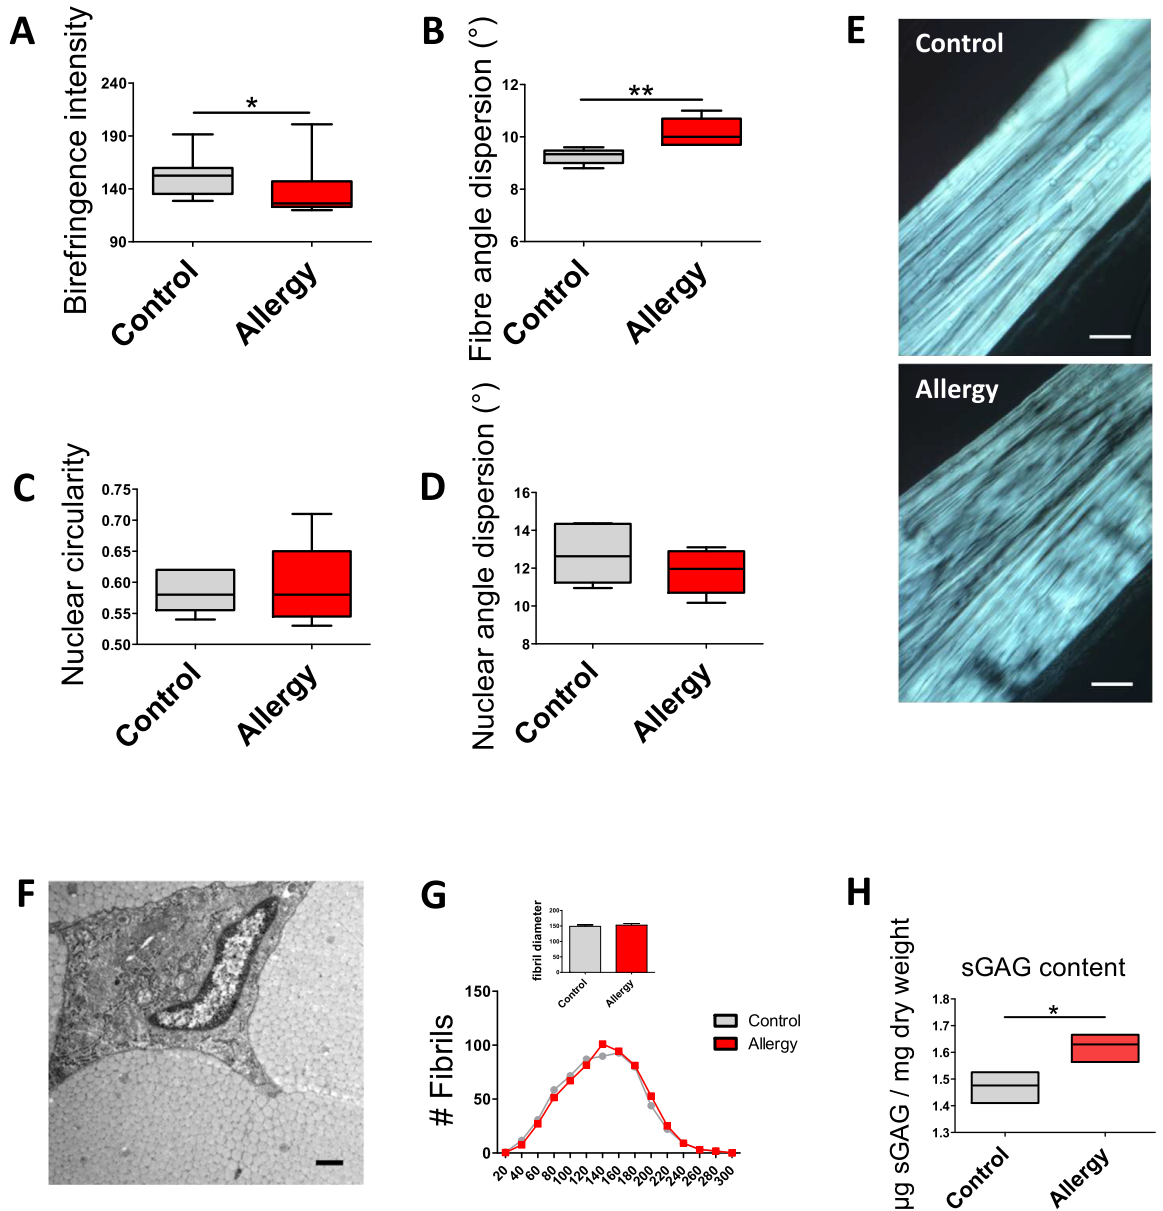 A
Birefringence intensity
240
190
140
90
*
Control
Allergy
B
Fibre angle dispersion (°)
12
10
8
6
**
Control
Allergy
E
Control
Allergy
C
Nuclear circularity
0.75
0.70
0.65
0.60
0.55
0.50
Control
Allergy
D
Nuclear angle dispersion (°)
16
14
12
10
8
Control
Allergy
F
G
fibril diameter
200
150
100
50
0
Control
Allergy
# Fibrils
150
100
50
0
20
40
60
80
100
120
140
160
180
200
220
240
260
280
300
Control
Allergy
H
sGAG content
µg sGAG / mg dry weight
1.8
1.7
1.6
1.5
1.4
1.3
*
Control
Allergy